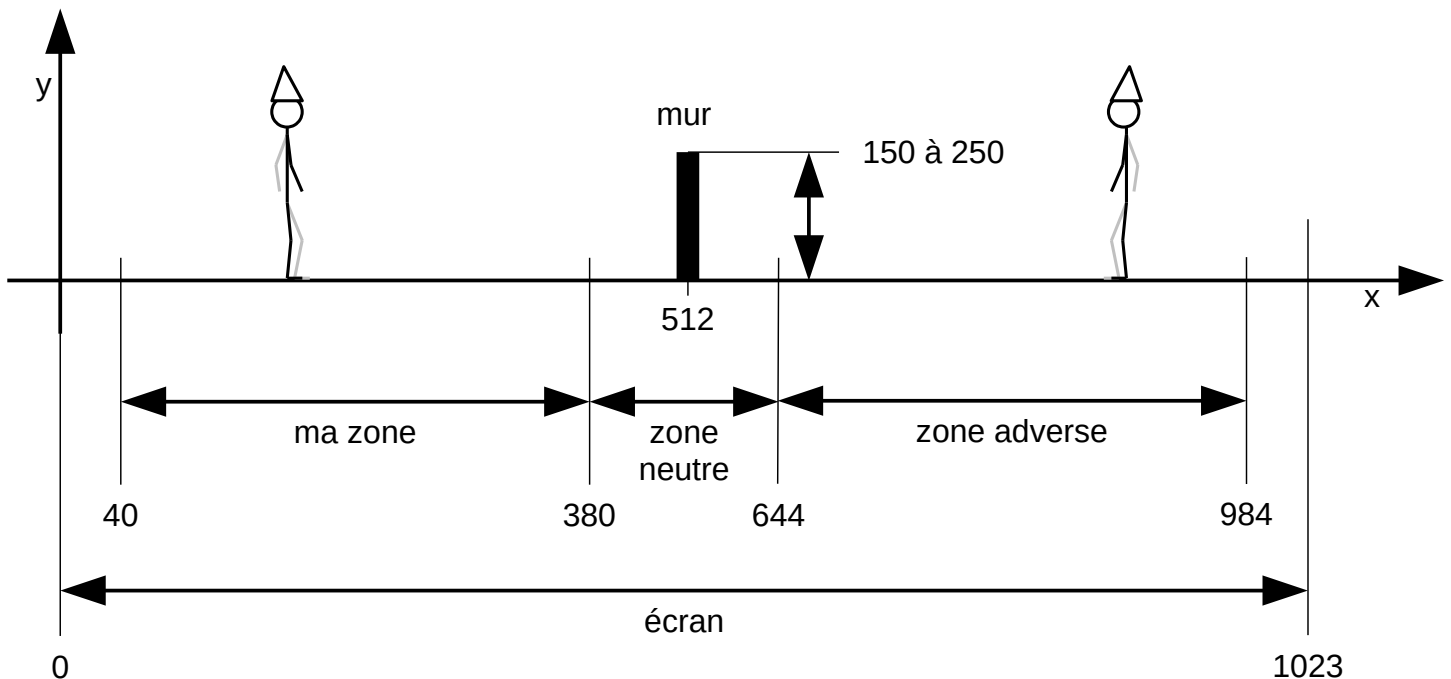 y
mur
150 à 250
x
512
ma zone
zone
neutre
zone adverse
40
380
644
984
écran
0
1023